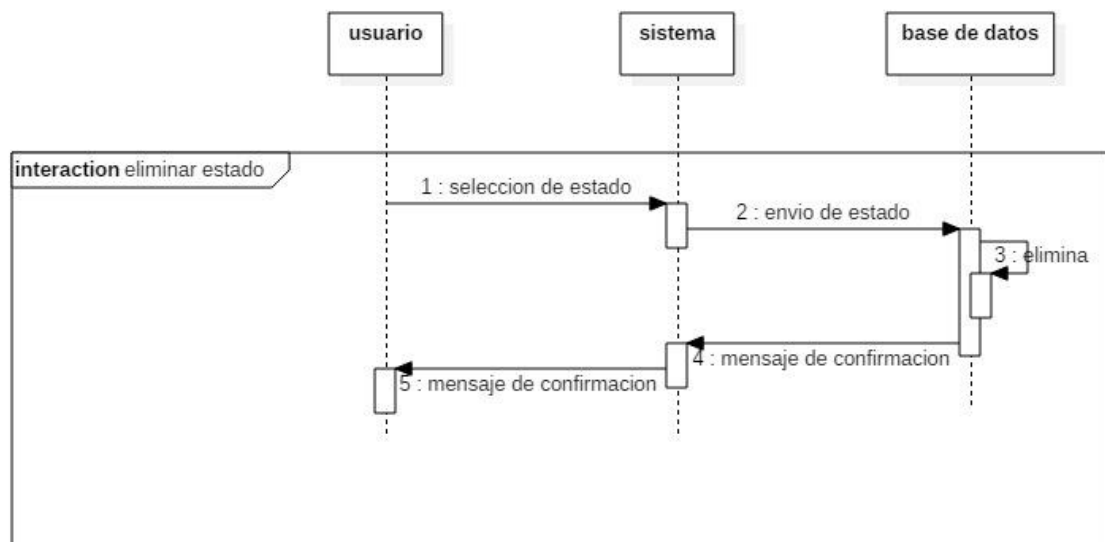 usuario
sistema
base de datos
interaction eliminar estado
1 : seleccion de estado
2 : envio de estado
3 : elimina
4 : mensaje de confirmacion
5 : mensaje de confirmacion